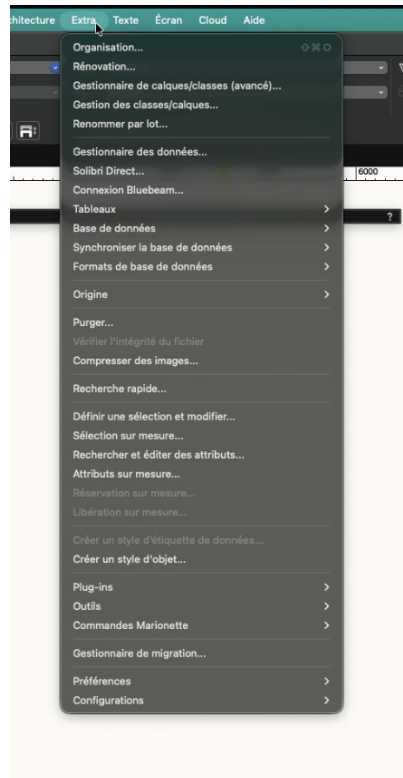 chitecture Extra Texte Écran Cloud Aide
Organisation... ⇧⌘O
Rénovation...
Gestionnaire de calques/classes (avancé)...
Gestion des classes/calques...
Renommer par lot...
Gestionnaire des données...
Solibri Direct...
6000
Connexion Bluebeam...
Tableaux >
?
Base de données >
Synchroniser la base de données >
Formats de base de données >
Origine >
Purger...
Vérifier l'intégrité du fichier
Compresser des images...
Recherche rapide...
Définir une sélection et modifier...
Sélection sur mesure...
Rechercher et éditer des attributs...
Attributs sur mesure...
Réservation sur mesure...
Libération sur mesure...
Créer un style d'étiquette de données...
Créer un style d'objet...
Plug-ins >
Outils >
Commandes Marionette >
Gestionnaire de migration...
Préférences >
Configurations >